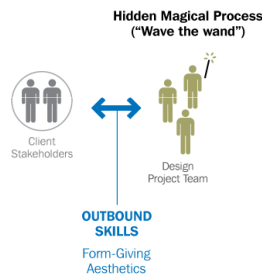 Hidden Magical Process
(“Wave the wand”)
Client
Stakeholders
Design
Project Team
OUTBOUND
SKILLS
Form-Giving
Aesthetics